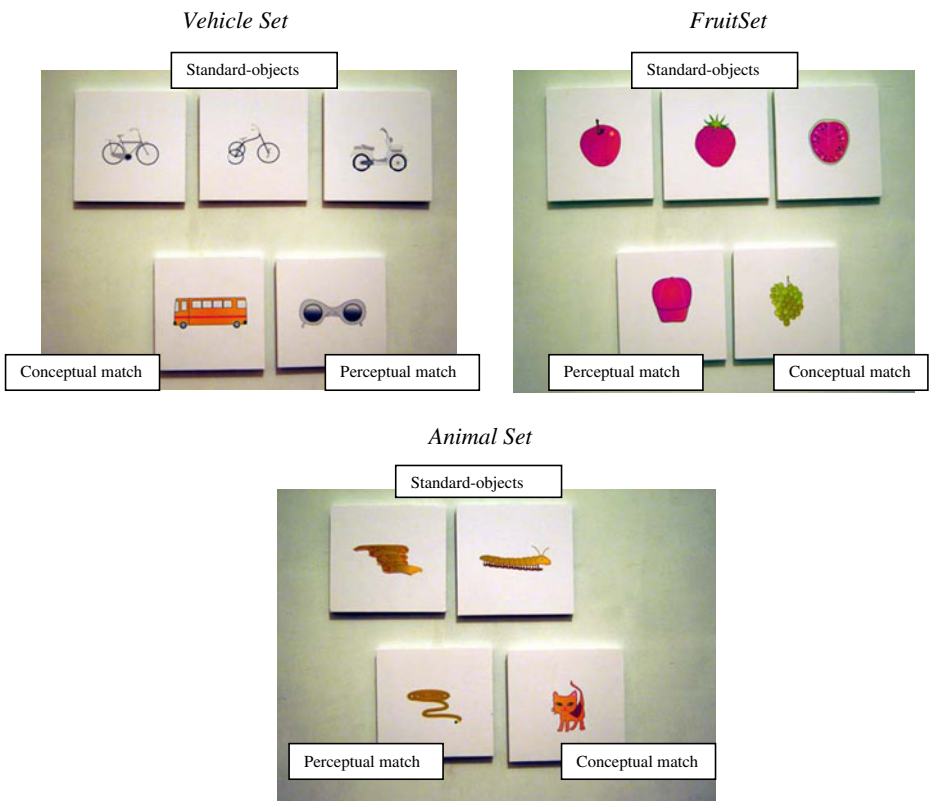 Vehicle Set
FruitSet
Standard-objects
Standard-objects
Conceptual match
Perceptual match
Perceptual match
Conceptual match
Animal Set
Standard-objects
Perceptual match
Conceptual match